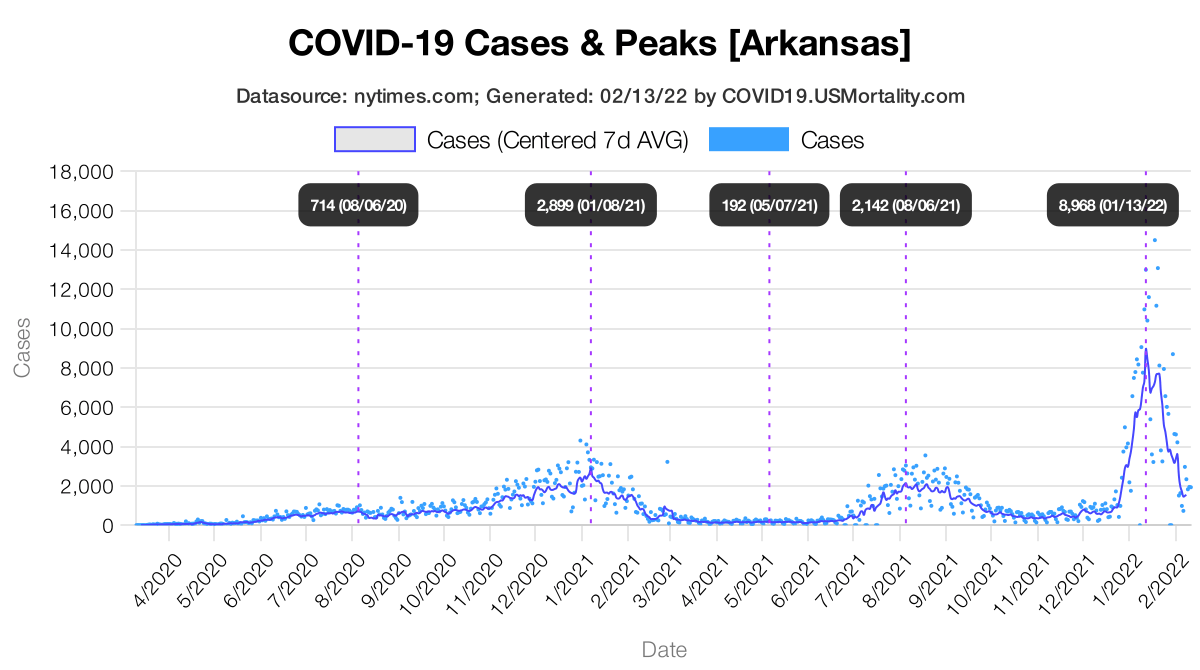 COVID-19 Cases & Peaks [Arkansas]
Datasource: nytimes.com; Generated: 02/13/22 by COVID19.USMortality.com
Cases (Centered 7d AVG) Cases
18,000
714 (08/06/20) 2,899 (01/08/21) 192 (05/07/21) 2,142 (08/06/21) 8,968 (01/13/22)
16,000
14,000
12,000
10,000
8,000
6,000
4,000
2,000
0
Cases
4/2020 5/2020 6/2020 7/2020 8/2020 9/2020 10/2020 11/2020 12/2020 1/2021 2/2021 3/2021 4/2021 5/2021 6/2021 7/2021 8/2021 9/2021 10/2021 11/2021 12/2021 1/2022 2/2022
Date